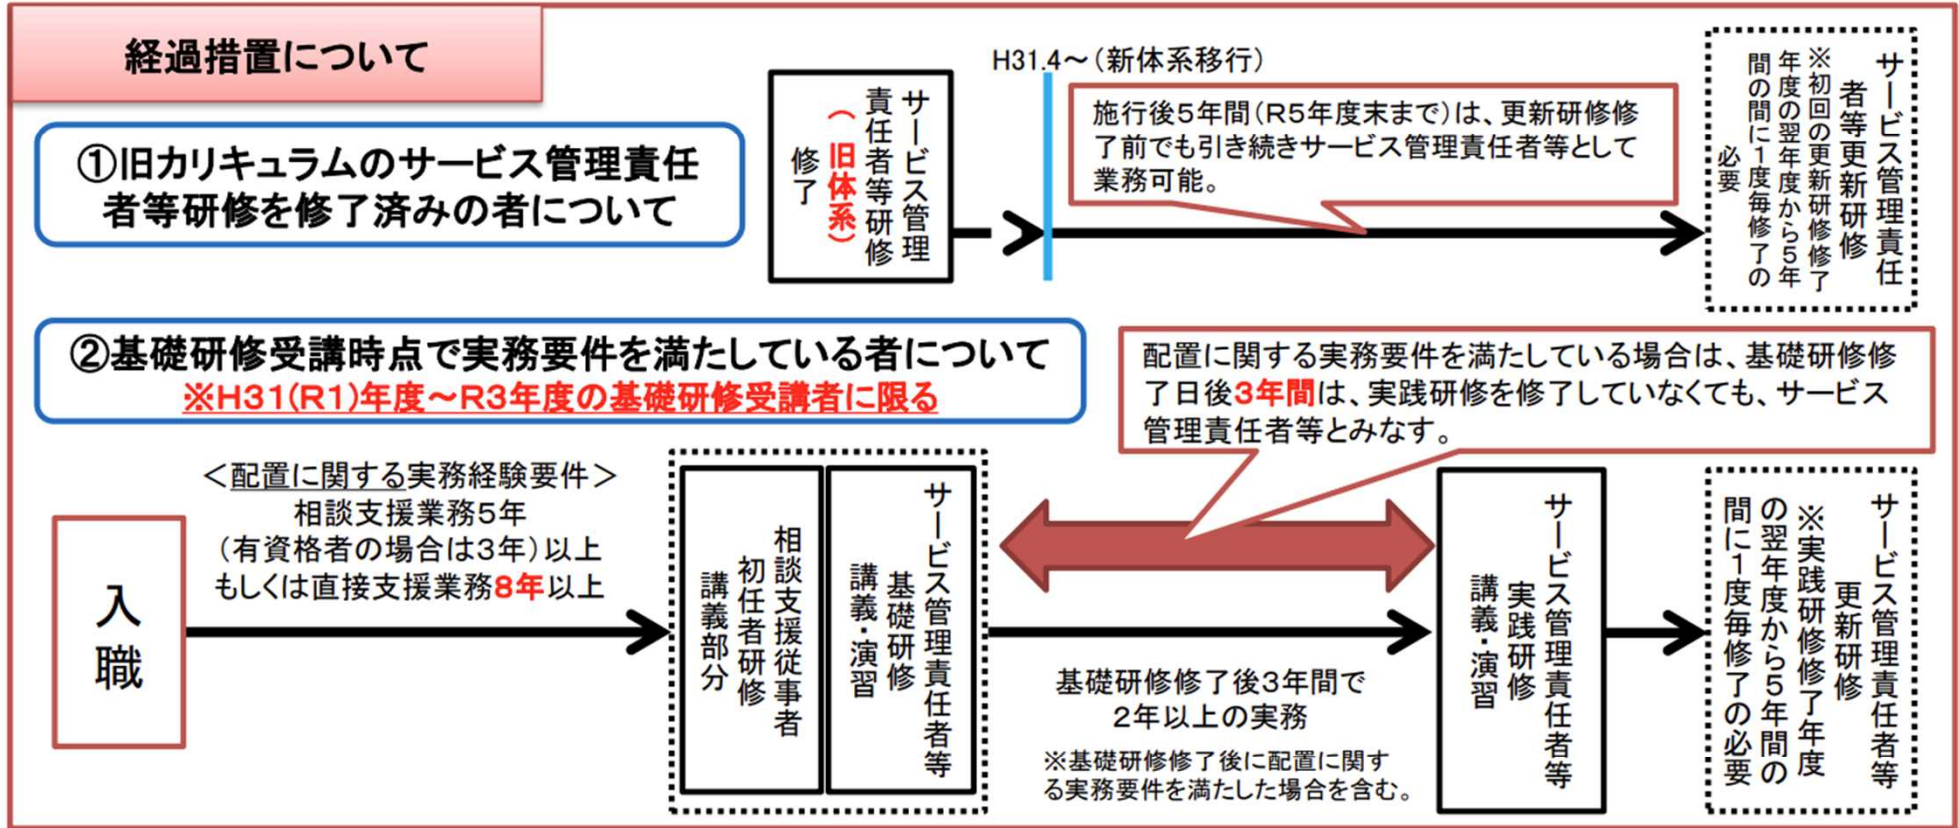 経過措置について
①旧カリキュラムのサービス管理責任
者等研修を修了済みの者について
サービス管理
責任者等研修
（旧体系）
修了
H31.4～（新体系移行）
施行後５年間（R５年度末まで）は、更新研修修
了前でも引き続きサービス管理責任者等として
業務可能。
サービス管理責任
者等更新研修
※初回の更新研修修了
年度の翌年度から５年
間の間に１度毎修了の
必要
②基礎研修受講時点で実務要件を満たしている者について
※H31(R1)年度～R3年度の基礎研修受講者に限る
配置に関する実務要件を満たしている場合は、基礎研修修
了日後３年間は、実践研修を修了していなくても、サービス
管理責任者等とみなす。
＜配置に関する実務経験要件＞
相談支援業務５年
（有資格者の場合は３年）以上
もしくは直接支援業務８年以上
入
職
相談支援従事者
初任者研修
講義部分
サービス管理責任者等
基礎研修
講義・演習
基礎研修修了後３年間で
２年以上の実務
※基礎研修修了後に配置に関す
る実務要件を満たした場合を含む。
サービス管理責任者等
実践研修
講義・演習
サービス管理責任者等
更新研修
※実践研修修了年度
の翌年度から５年間の
間に１度毎修了の必要